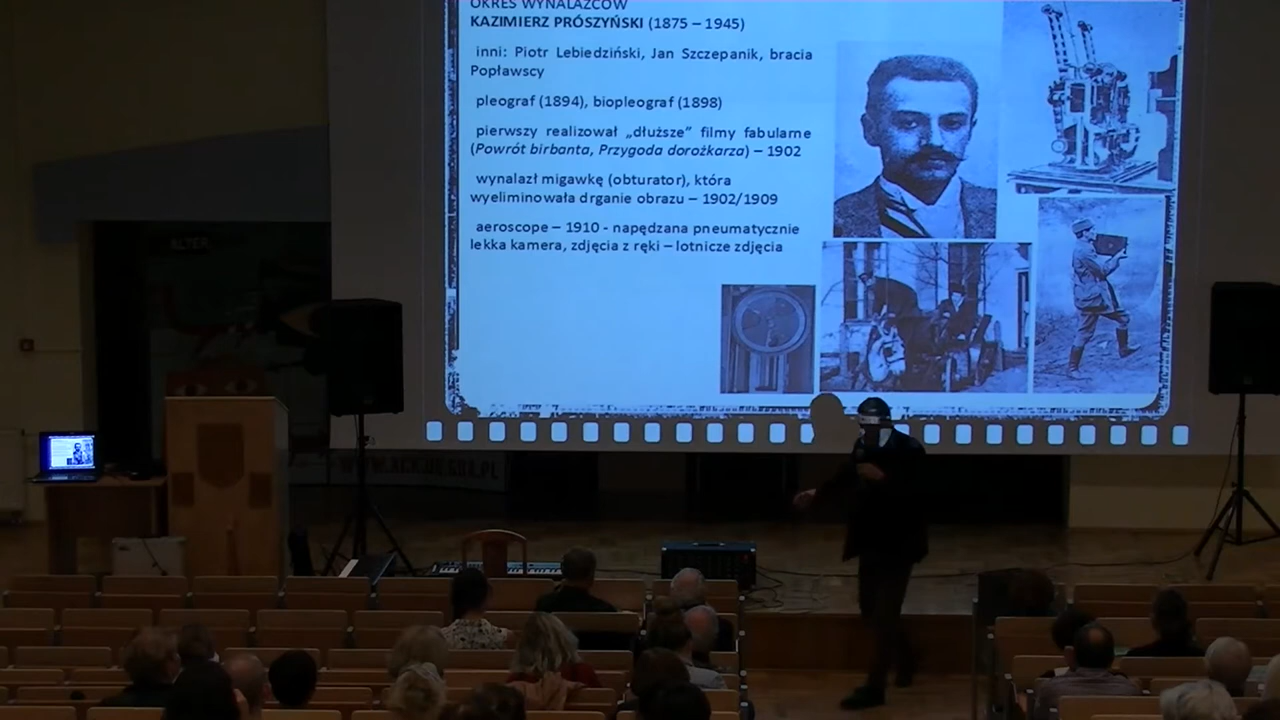 OKRES WYNALAZCÓW
KAZIMIERZ PRÓSZYŃSKI (1875 – 1945)
inni: Piotr Lebiedziński, Jan Szczepanik, bracia
Popławscy
pleograf (1894), biopleograf (1898)
pierwszy realizował „dłuższe” filmy fabularne
(Powrót birbanta, Przygoda dorożkarza) – 1902
wynalazł migawkę (obturator), która
wyeliminowała drganie obrazu – 1902/1909
aeroscope – 1910 - napędzana pneumatycznie
lekka kamera, zdjęcia z ręki – lotnicze zdjęcia